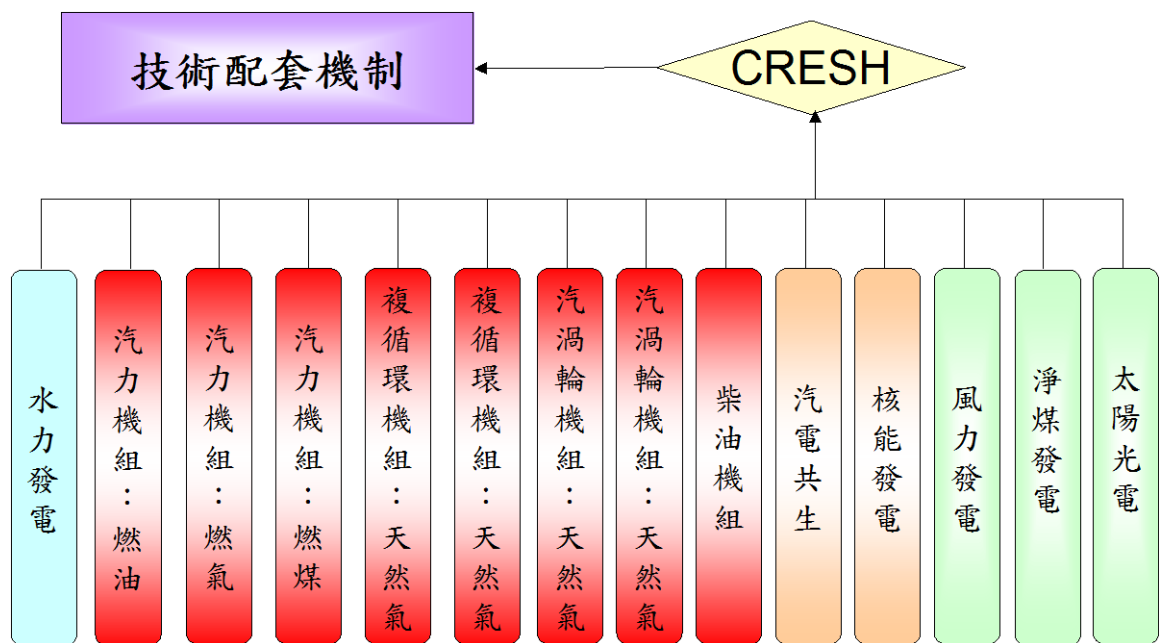 技術配套機制
CRESH
水力發電
汽力機組：燃油
汽力機組：燃氣
汽力機組：燃煤
複循環機組：天然氣
複循環機組：天然氣
汽渦輪機組：天然氣
汽渦輪機組：天然氣
柴油機組
汽電共生
核能發電
風力發電
淨煤發電
太陽光電